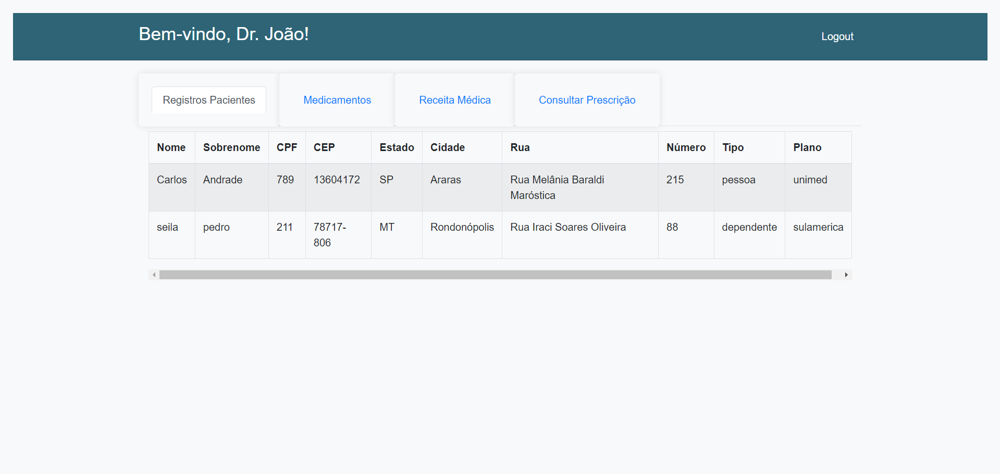 Bem-vindo, Dr. João!
Logout
Registros Pacientes
Medicamentos
Receita Médica
Consultar Prescrição
Nome Sobrenome CPF CEP Estado Cidade Rua Número Tipo Plano
Carlos Andrade 789 13604172 SP Araras Rua Melânia Baraldi 215 pessoa unimed
Maróstica
seila pedro 211 78717- MT Rondonópolis Rua Iraci Soares Oliveira 88 dependente sulamerica
806